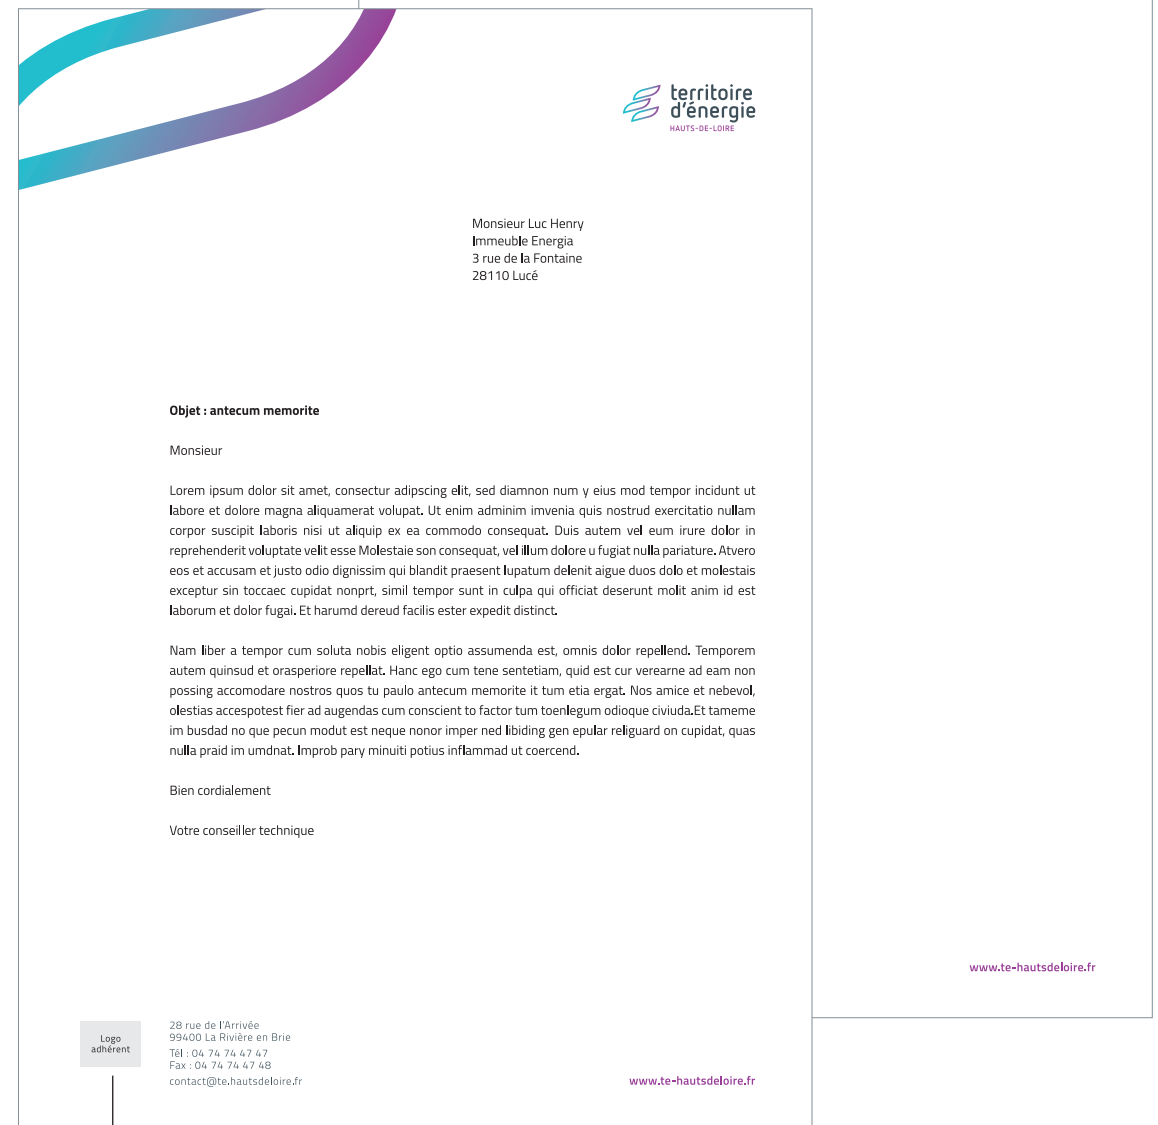 territoire
d'énergie
HAUTS-DE-LOIRE
Monsieur Luc Henry
Immeuble Energia
3 rue de la Fontaine
28110 Lucé
Objet : antecum memorite
Monsieur
Lorem ipsum dolor sit amet, consectur adipscing elit, sed diamnon num y eius mod tempor incidunt ut
labore et dolore magna aliquamerat volupat. Ut enim adminim imvenia quis nostrud exercitatio nullam
corpor suscipit laboris nisi ut aliquip ex ea commodo consequat. Duis autem vel eum irure dolor in
reprehenderit voluptate velit esse Molestaie son consequat, vel illum dolore u fugiat nulla pariature. Atvero
eos et accusam et justo odio dignissim qui blandit praesent lupatum delenit aigue duos dolo et molestais
exceptur sin toccaec cupidat nonprt, simil tempor sunt in culpa qui officiat deserunt molit anim id est
laborum et dolor fugai. Et harumd dereud facilis ester expedit distinct.
Nam liber a tempor cum soluta nobis eligent optio assumenda est, omnis dolor repellend. Temporem
autem quinsud et orasperiore repellat. Hanc ego cum tene sentetiam, quid est cur verearne ad eam non
possing accomodare nostros quos tu paulo antecum memorite it tum etia ergat. Nos amice et nebevol,
olestias accespotest fier ad augendas cum conscient to factor tum toenlegum odioque civiuda.Et tameme
im busdad no que pecun modut est neque nonor imper ned libiding gen epular religuard on cupidat, quas
nulla praid im umdnat. Improb pary minuiti potius inflammad ut coercend.
Bien cordialement
Votre conseiller technique
www.te-hautsdeloire.fr
Logo
adhérent
28 rue de l'Arrivée
99400 La Rivière en Brie
Tél : 04 74 74 47 47
Fax : 04 74 74 47 48
contact@te.hautsdeloire.fr
www.te-hautsdeloire.fr